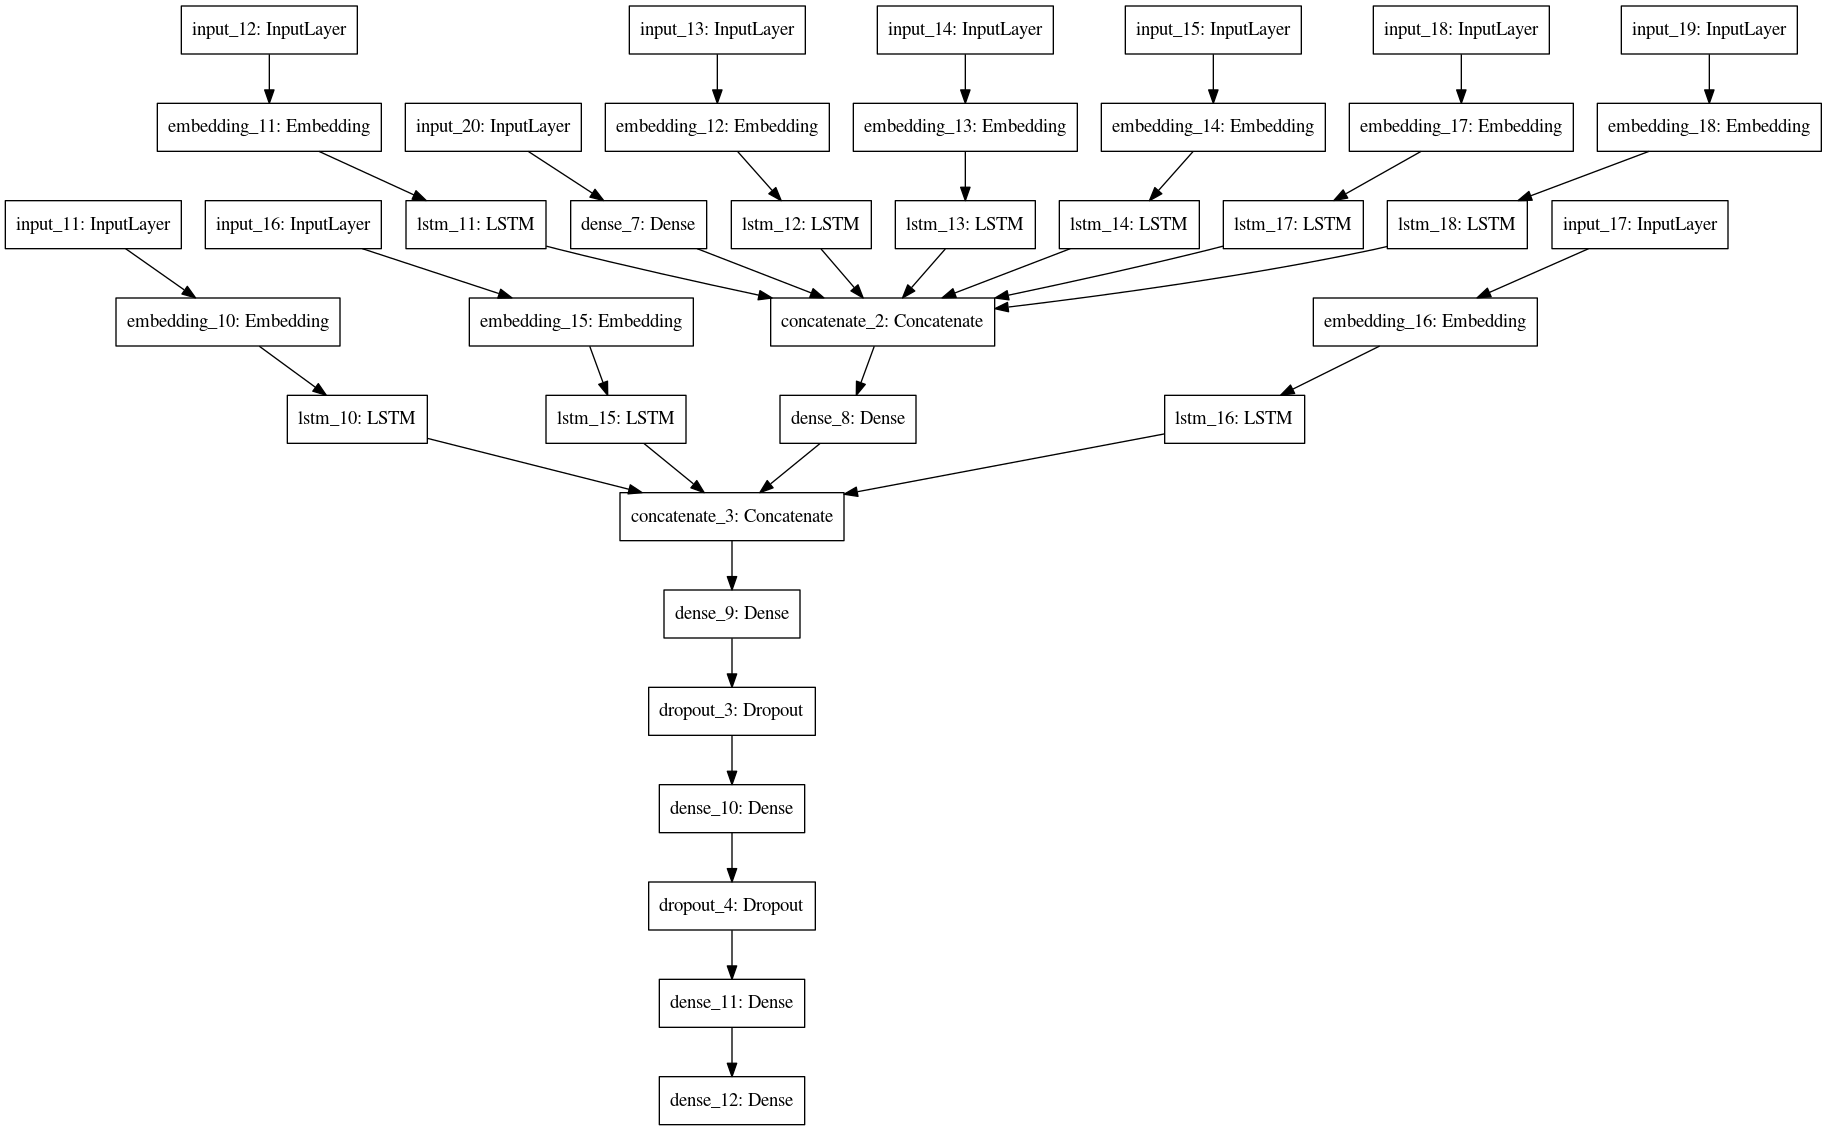 input_12: InputLayer
input_13: InputLayer
input_14: InputLayer
input_15: InputLayer
input_18: InputLayer
input_19: InputLayer
embedding_11: Embedding
input_20: InputLayer
embedding_12: Embedding
embedding_13: Embedding
embedding_14: Embedding
embedding_17: Embedding
embedding_18: Embedding
input_11: InputLayer
input_16: InputLayer
lstm_11: LSTM
dense_7: Dense
lstm_12: LSTM
lstm_13: LSTM
lstm_14: LSTM
lstm_17: LSTM
lstm_18: LSTM
input_17: InputLayer
embedding_10: Embedding
embedding_15: Embedding
concatenate_2: Concatenate
embedding_16: Embedding
lstm_10: LSTM
lstm_15: LSTM
dense_8: Dense
lstm_16: LSTM
concatenate_3: Concatenate
dense_9: Dense
dropout_3: Dropout
dense_10: Dense
dropout_4: Dropout
dense_11: Dense
dense_12: Dense